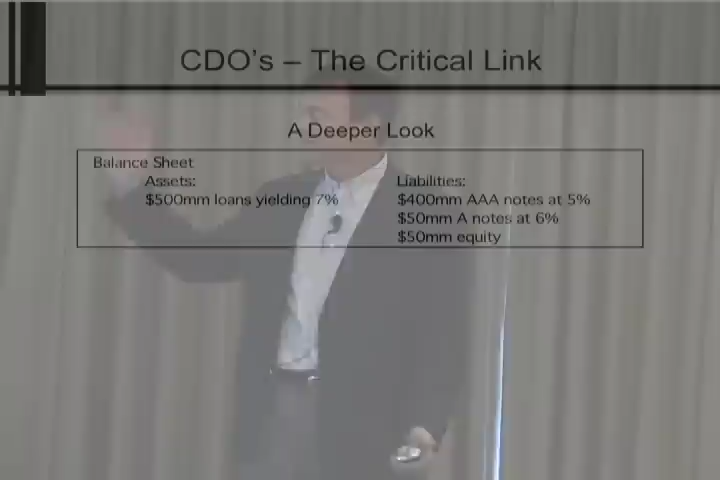 CDO's – The Critical Link
A Deeper Look
Balance Sheet
Assets:
Liabilities:
$500mm loans yielding 7%
$400mm AAA notes at 5%
$50mm A notes at 6%
$50mm equity